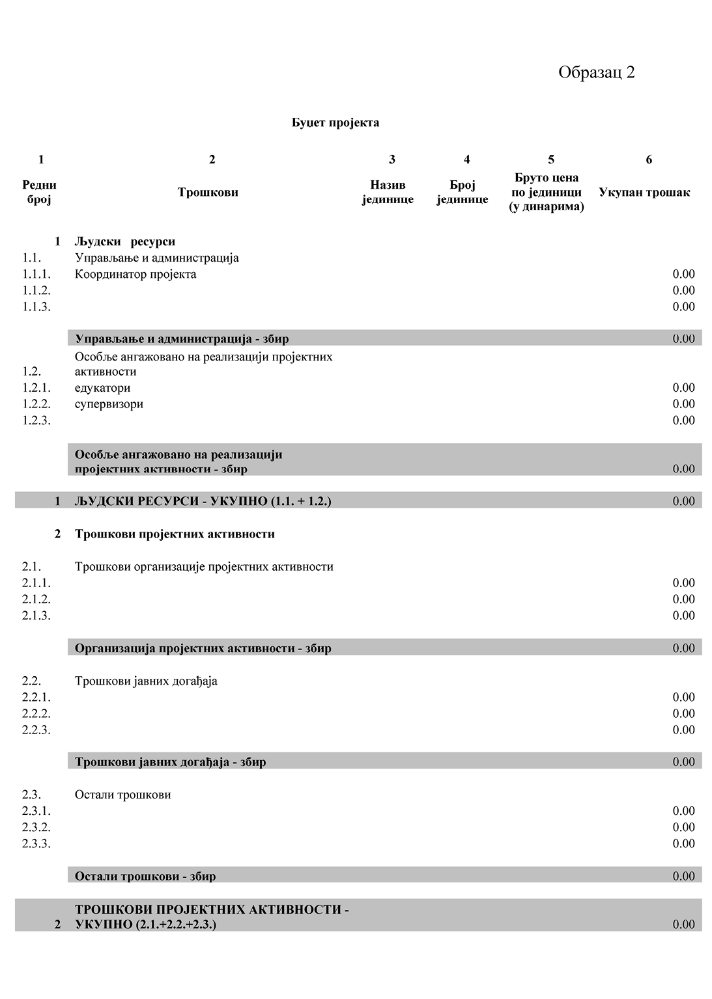 Образац 2
Буџет пројекта
1 2 3 4 5 6
Редни број Трошкови Назив јединице Број јединице Бруто цена по јединици (у динарима) Укупан трошак
1 Људски ресурси
1.1. Управљање и администрација
1.1.1. Координатор пројекта 0.00
1.1.2. 0.00
1.1.3. 0.00
Управљање и администрација - збир 0.00
Особље ангажовано на реализацији пројектних
1.2. активности
1.2.1. едукатори 0.00
1.2.2. супервизори 0.00
1.2.3. 0.00
Особље ангажовано на реализацији
пројектних активности - збир 0.00
1 ЉУДСКИ РЕСУРСИ - УКУПНО (1.1. + 1.2.) 0.00
2 Трошкови пројектних активности
2.1. Трошкови организације пројектних активности
2.1.1. 0.00
2.1.2. 0.00
2.1.3. 0.00
Организација пројектних активности - збир 0.00
2.2. Трошкови јавних догађаја
2.2.1. 0.00
2.2.2. 0.00
2.2.3. 0.00
Трошкови јавних догађаја - збир 0.00
2.3. Остали трошкови
2.3.1. 0.00
2.3.2. 0.00
2.3.3. 0.00
Остали трошкови - збир 0.00
ТРОШКОВИ ПРОЈЕКТНИХ АКТИВНОСТИ -
2 УКУПНО (2.1.+2.2.+2.3.) 0.00